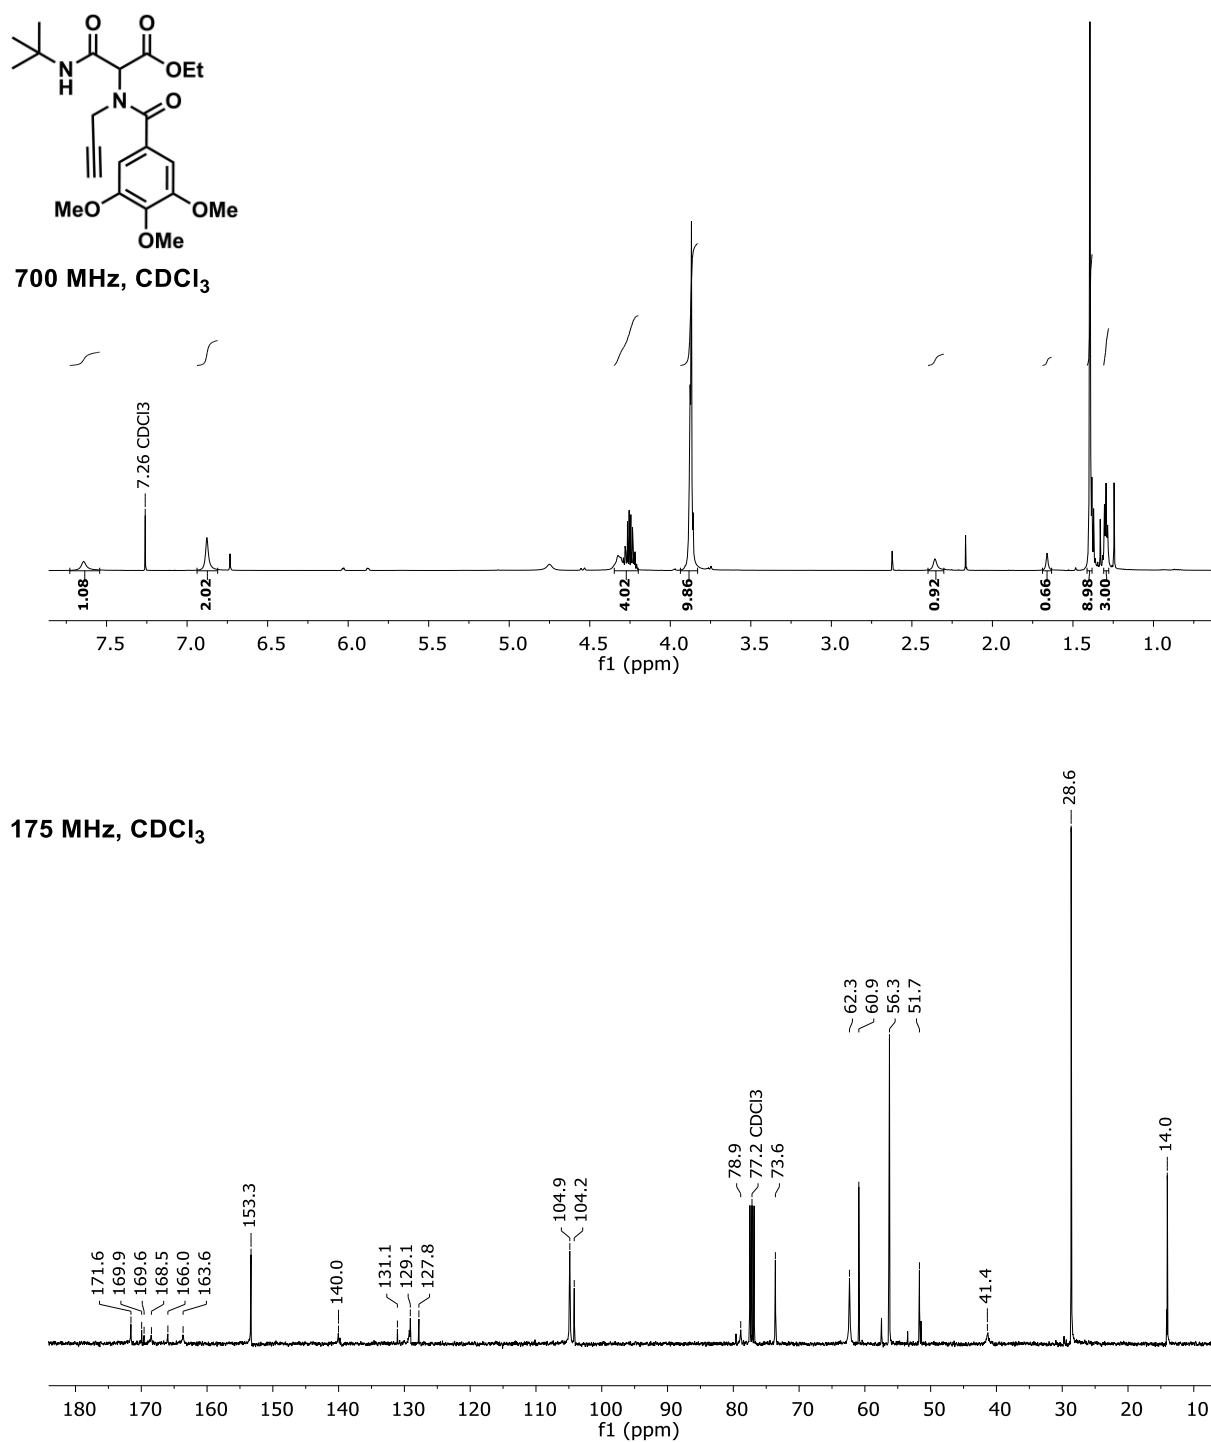 O O
N
H
OEt
N
O
MeO
OMe
OMe
700 MHz, CDCl3
7.26 CDCl3
1.08
2.02
4.02
9.86
0.92
0.66
8.98
3.00
7.5 7.0 6.5 6.0 5.5 5.0 4.5 4.0 3.5 3.0 2.5 2.0 1.5 1.0
f1 (ppm)
175 MHz, CDCl3
171.6
169.9
169.6
168.5
166.0
163.6
153.3
140.0
131.1
129.1
127.8
104.9
104.2
78.9
77.2 CDCl3
73.6
62.3
60.9
56.3
51.7
41.4
28.6
14.0
180 170 160 150 140 130 120 110 100 90 80 70 60 50 40 30 20 10
f1 (ppm)